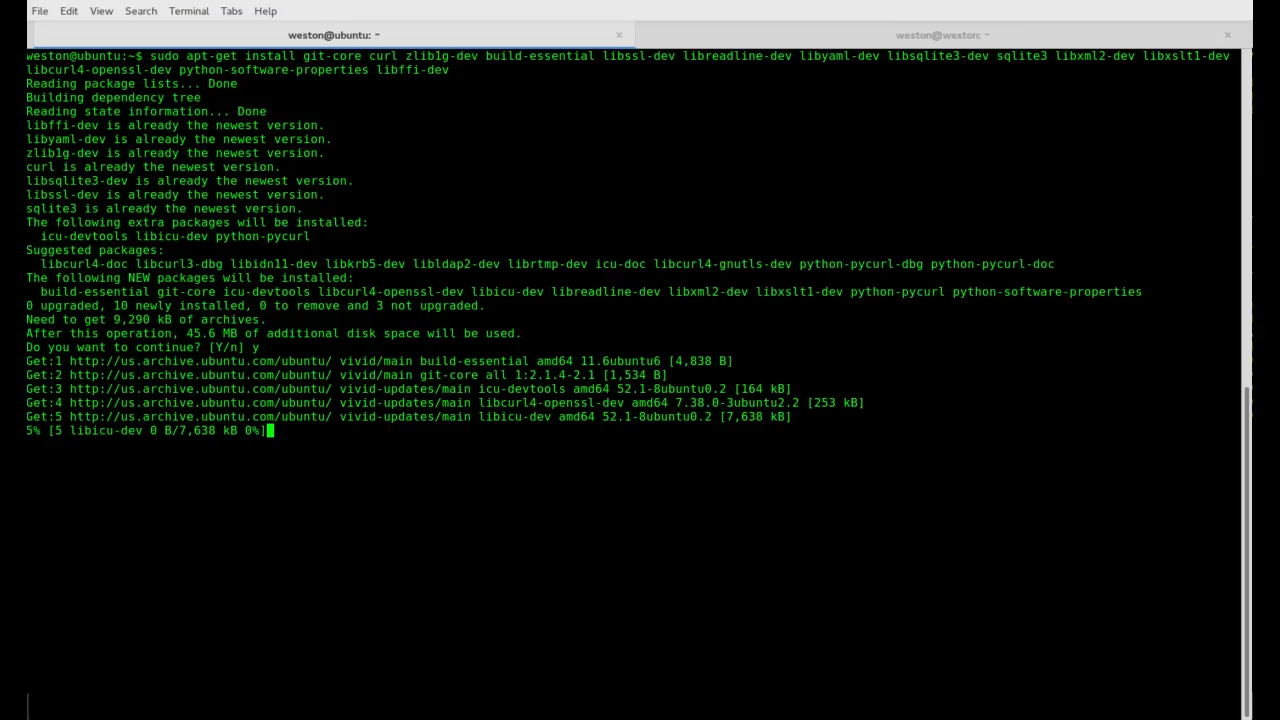 File Edit View Search Terminal Tabs Help
weston@ubuntu: ~ × weston@weston: ~ ×
weston@ubuntu:~$ sudo apt-get install git-core curl zlib1g-dev build-essential libssl-dev libreadline-dev libyaml-dev libsqlite3-dev sqlite3 libxml2-dev libxslt1-dev
libcurl4-openssl-dev python-software-properties libffi-dev
Reading package lists... Done
Building dependency tree
Reading state information... Done
libffi-dev is already the newest version.
libyaml-dev is already the newest version.
zlib1g-dev is already the newest version.
curl is already the newest version.
libsqlite3-dev is already the newest version.
libssl-dev is already the newest version.
sqlite3 is already the newest version.
The following extra packages will be installed:
icu-devtools libicu-dev python-pycurl
Suggested packages:
libcurl4-doc libcurl3-dbg libidn11-dev libkrb5-dev libldap2-dev librtmp-dev icu-doc libcurl4-gnutls-dev python-pycurl-dbg python-pycurl-doc
The following NEW packages will be installed:
build-essential git-core icu-devtools libcurl4-openssl-dev libicu-dev libreadline-dev libxml2-dev libxslt1-dev python-pycurl python-software-properties
0 upgraded, 10 newly installed, 0 to remove and 3 not upgraded.
Need to get 9,290 kB of archives.
After this operation, 45.6 MB of additional disk space will be used.
Do you want to continue? [Y/n] y
Get:1 http://us.archive.ubuntu.com/ubuntu/ vivid/main build-essential amd64 11.6ubuntu6 [4,838 B]
Get:2 http://us.archive.ubuntu.com/ubuntu/ vivid/main git-core all 1:2.1.4-2.1 [1,534 B]
Get:3 http://us.archive.ubuntu.com/ubuntu/ vivid-updates/main icu-devtools amd64 52.1-8ubuntu0.2 [164 kB]
Get:4 http://us.archive.ubuntu.com/ubuntu/ vivid-updates/main libcurl4-openssl-dev amd64 7.38.0-3ubuntu2.2 [253 kB]
Get:5 http://us.archive.ubuntu.com/ubuntu/ vivid-updates/main libicu-dev amd64 52.1-8ubuntu0.2 [7,638 kB]
5% [5 libicu-dev 0 B/7,638 kB 0%]